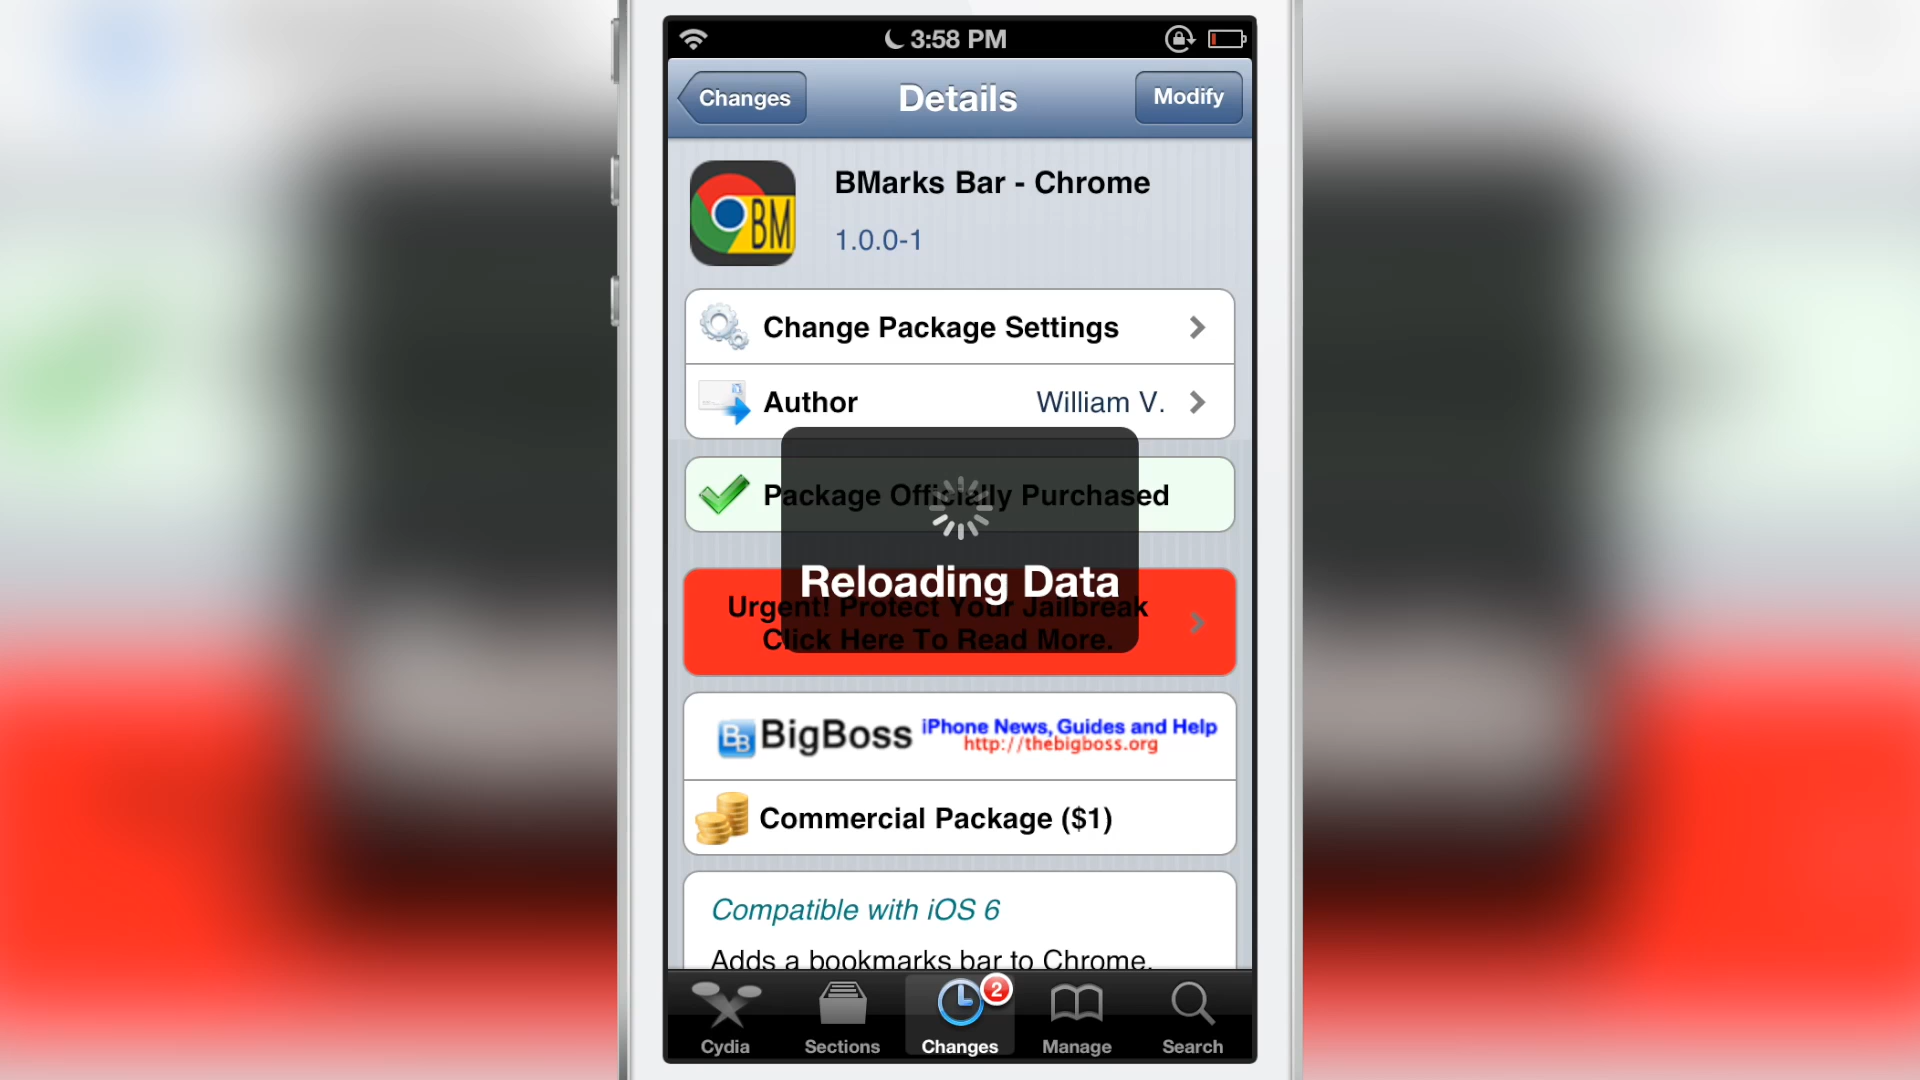 3:58 PM
Changes
Details
Modify
BMarks Bar - Chrome
BM
1.0.0-1
Change Package Settings
Author
William V.
Package Officially Purchased
Reloading Data
Urgent! Protect Your Jailbreak
Click Here To Read More.
BB BigBoss
iPhone News, Guides and Help
http://thebigboss.org
Commercial Package ($1)
Compatible with iOS 6
Adds a bookmarks bar to Chrome.
2
Cydia
Sections
Changes
Manage
Search